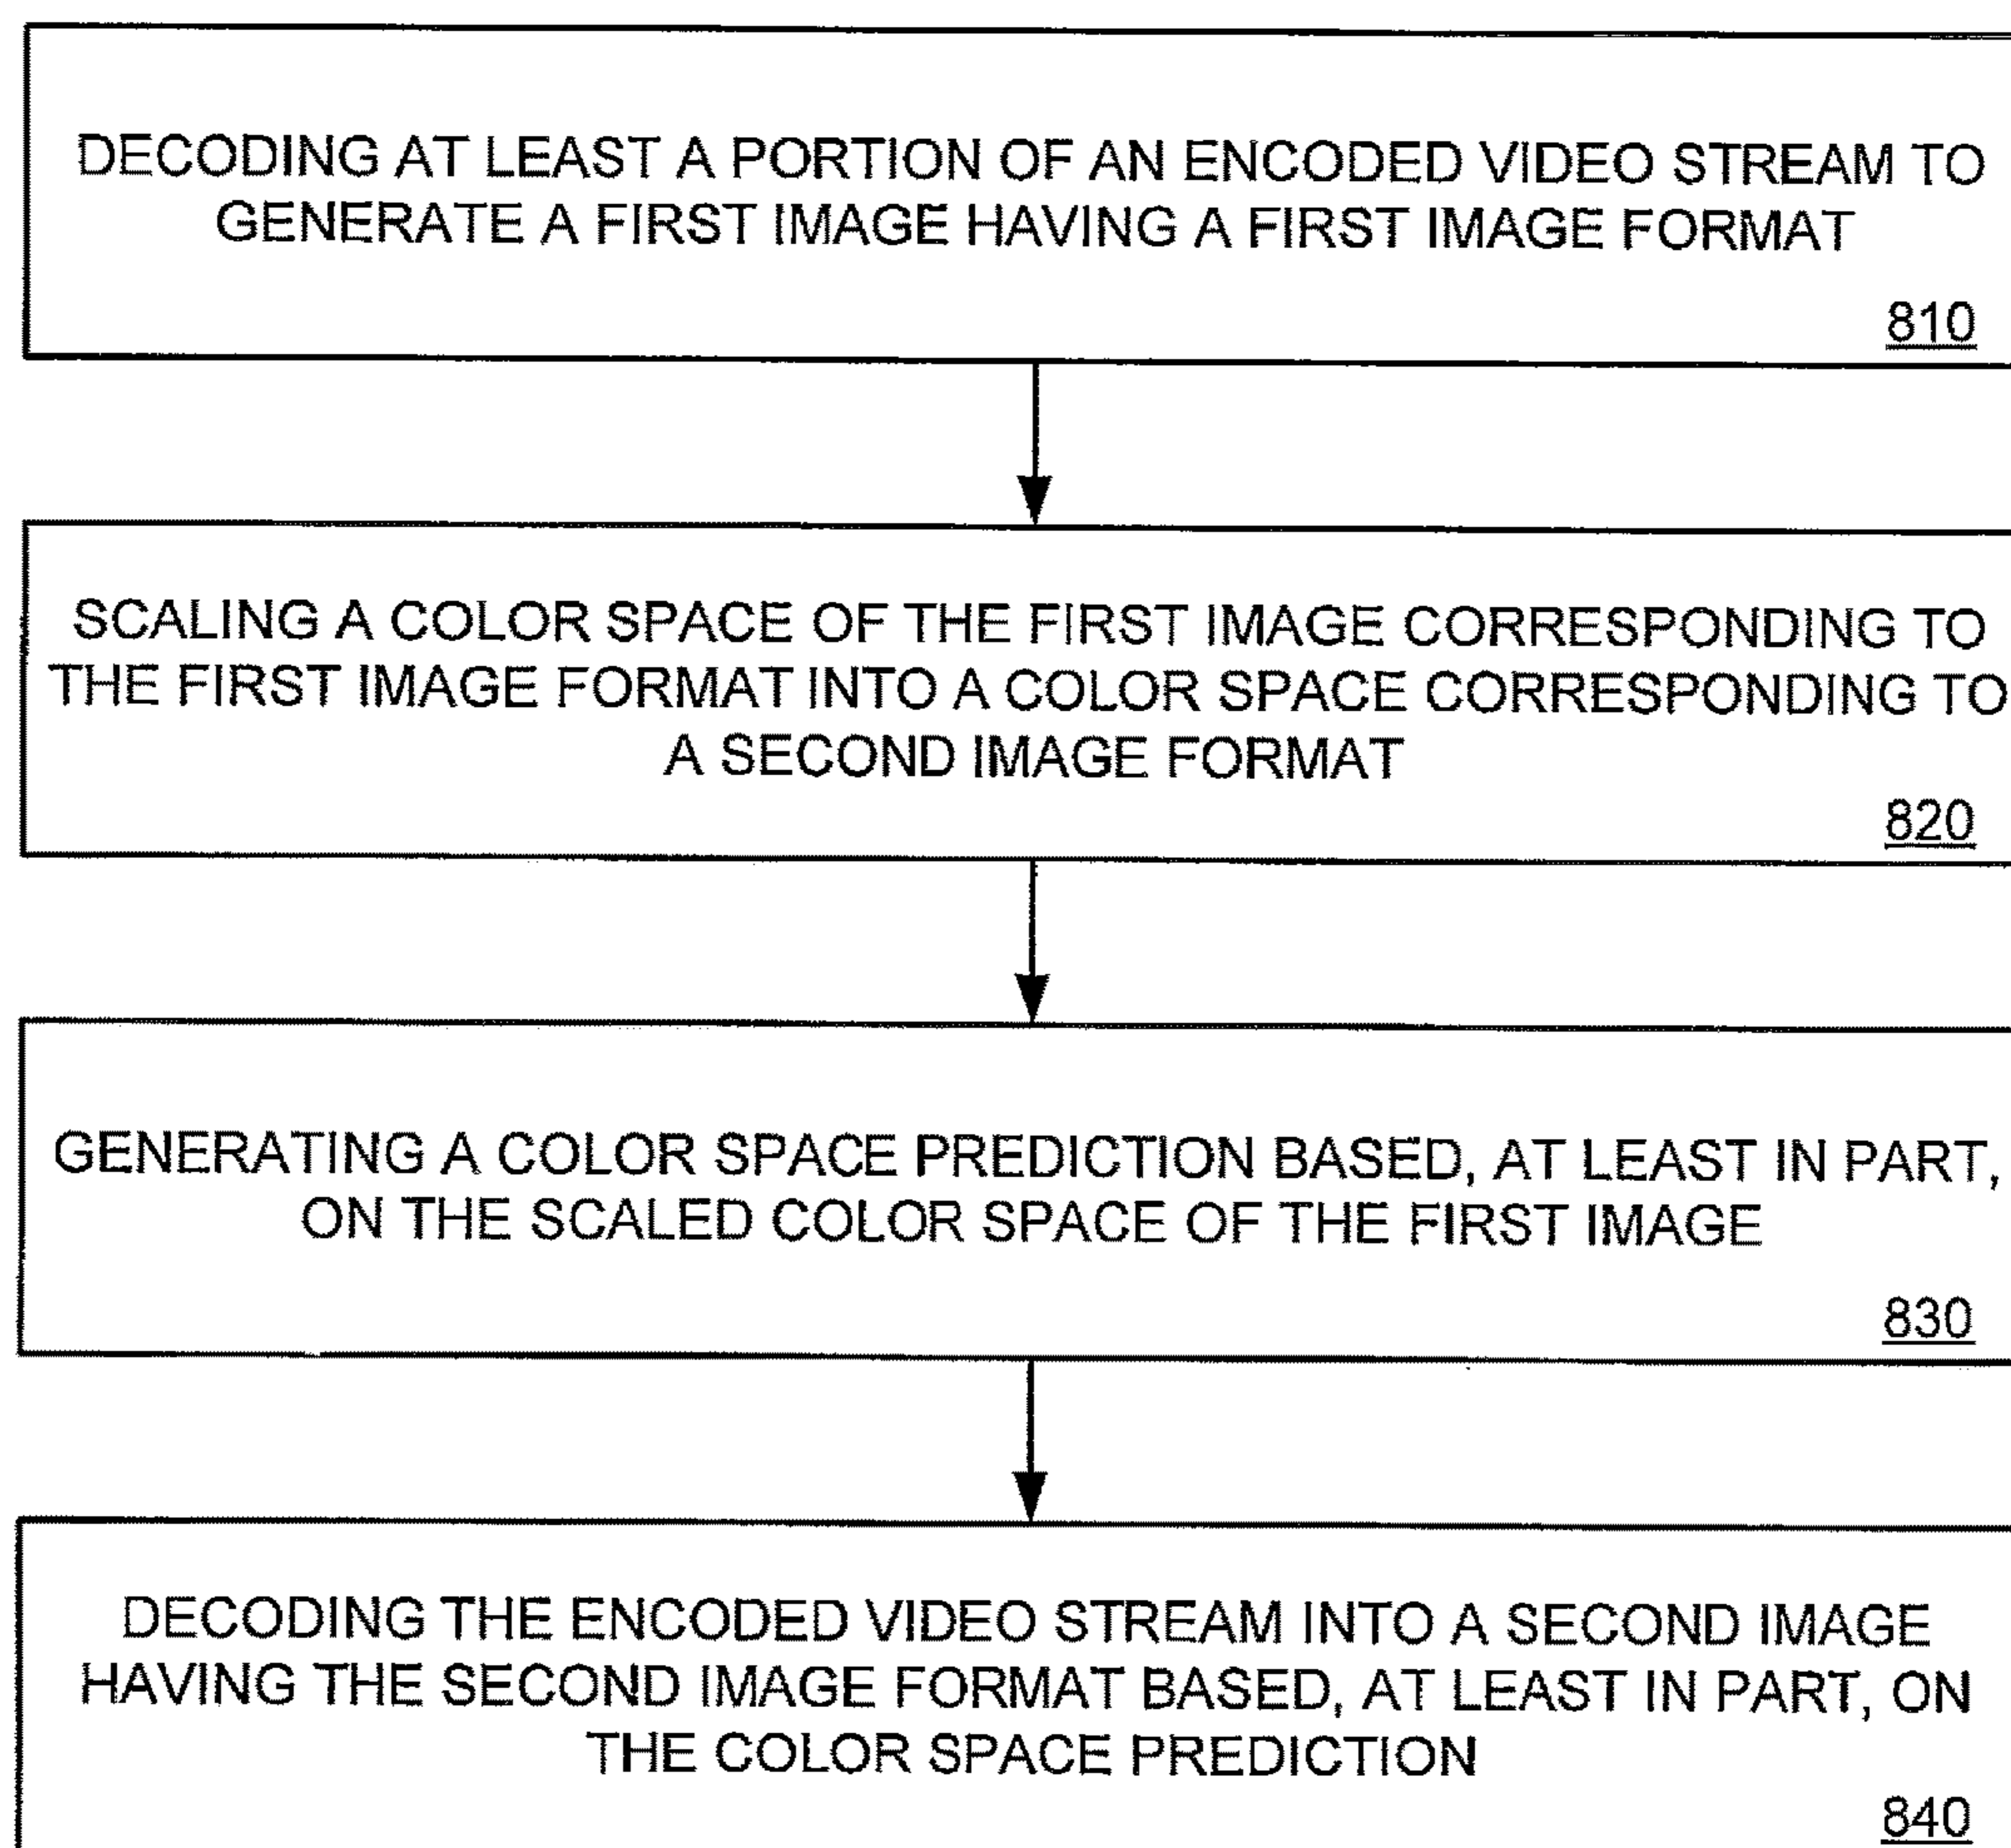 DECODING AT LEAST A PORTION OF AN ENCODED VIDEO STREAM TO
GENERATE A FIRST IMAGE HAVING A FIRST IMAGE FORMAT
810
SCALING A COLOR SPACE OF THE FIRST IMAGE CORRESPONDING TO
THE FIRST IMAGE FORMAT INTO A COLOR SPACE CORRESPONDING TO
A SECOND IMAGE FORMAT
820
GENERATING A COLOR SPACE PREDICTION BASED, AT LEAST IN PART,
ON THE SCALED COLOR SPACE OF THE FIRST IMAGE
830
DECODING THE ENCODED VIDEO STREAM INTO A SECOND IMAGE
HAVING THE SECOND IMAGE FORMAT BASED, AT LEAST IN PART, ON
THE COLOR SPACE PREDICTION
840